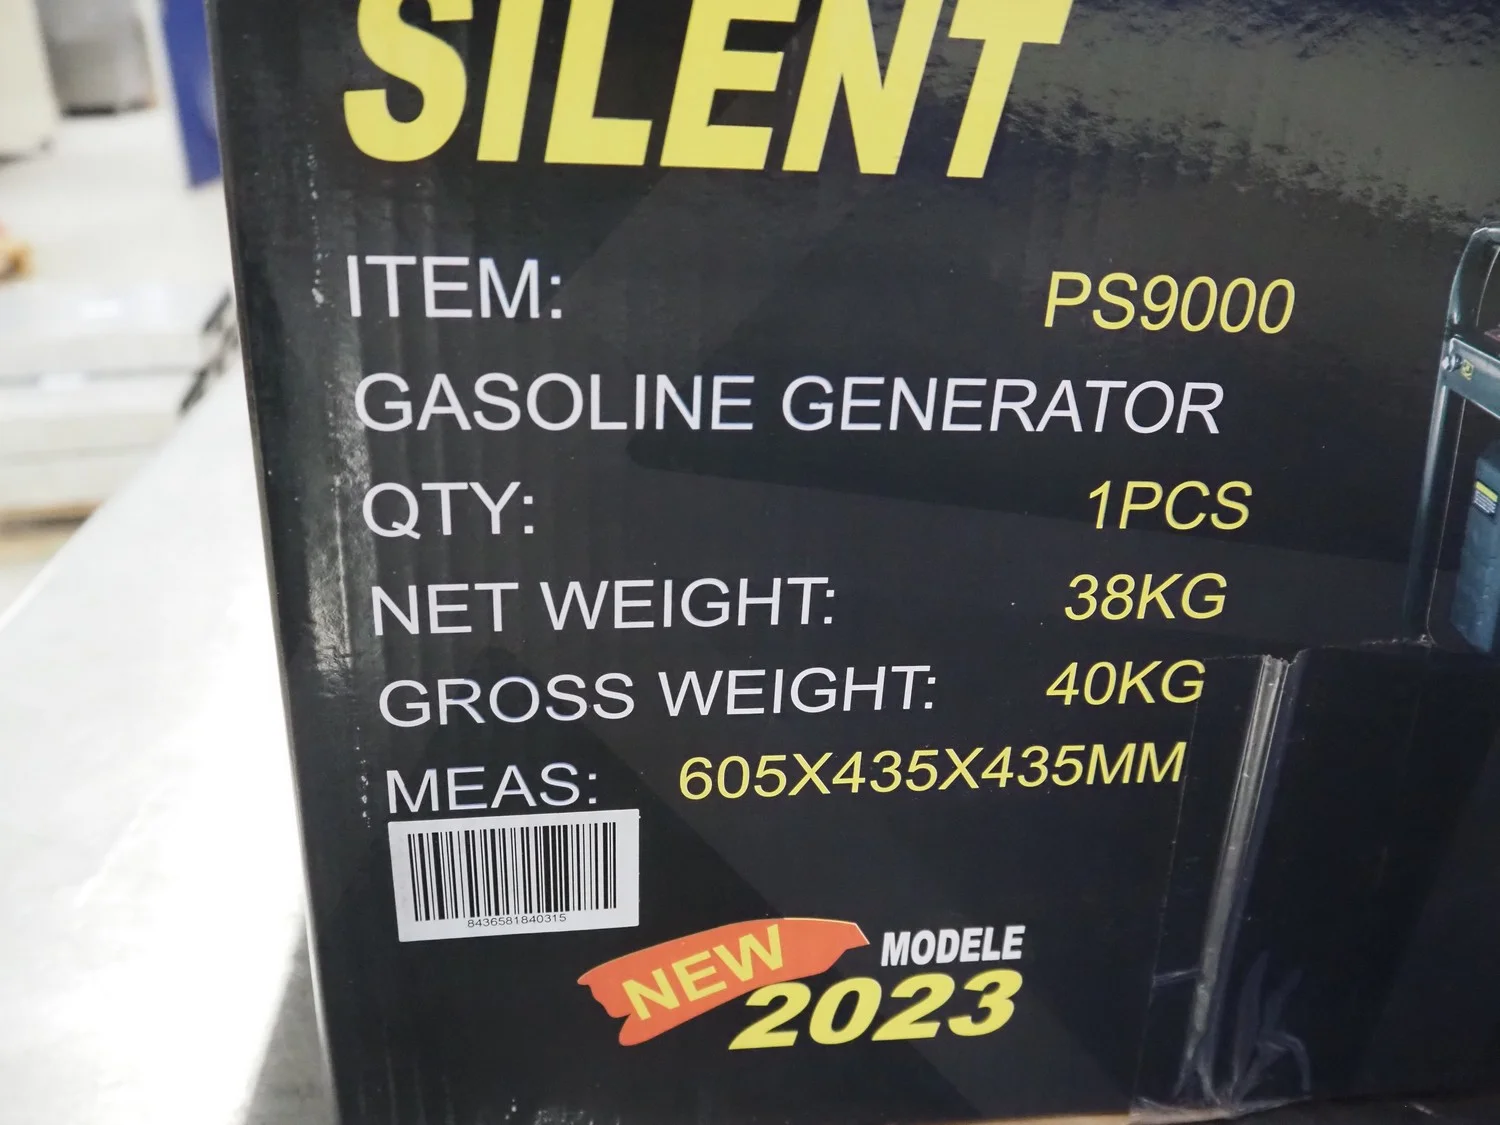 SILENT
ITEM: PS9000
GASOLINE GENERATOR
QTY: 1PCS
NET WEIGHT: 38KG
GROSS WEIGHT: 40KG
MEAS: 605X435X435MM
8436581840315
NEW MODELE
2023